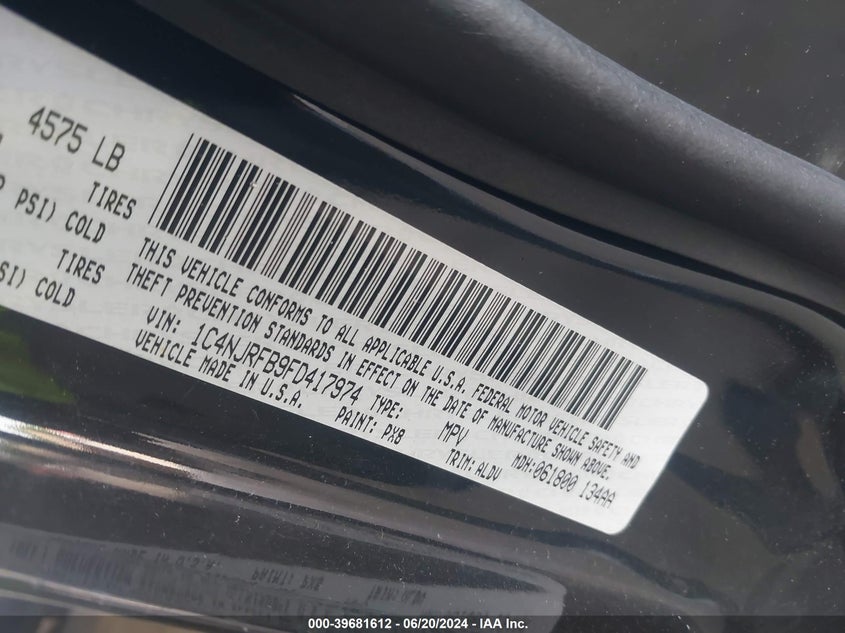 4575 LB
TIRES
PSI) COLD
TIRES
SI) COLD
THIS VEHICLE CONFORMS TO ALL APPLICABLE U.S.A. FEDERAL MOTOR VEHICLE SAFETY AND
THEFT PREVENTION STANDARDS IN EFFECT ON THE DATE OF MANUFACTURE SHOWN ABOVE.
VIN: 1C4NJRFB9FD417974 TYPE: MPV MDH:061800 134AA
VEHICLE MADE IN U.S.A. PAINT: PX8 TRIM:ALDV
000-39681612 - 06/20/2024 - IAA Inc.